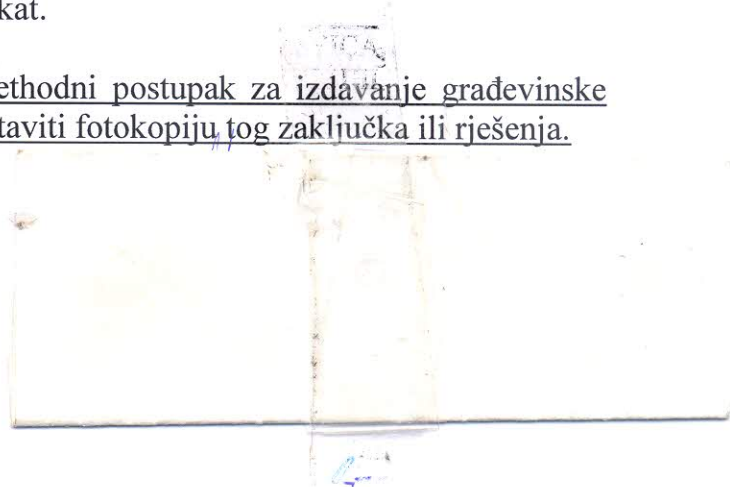 kat.
ethodni postupak za izdavanje građevinske
taviti fotokopiju tog zaključka ili rješenja.